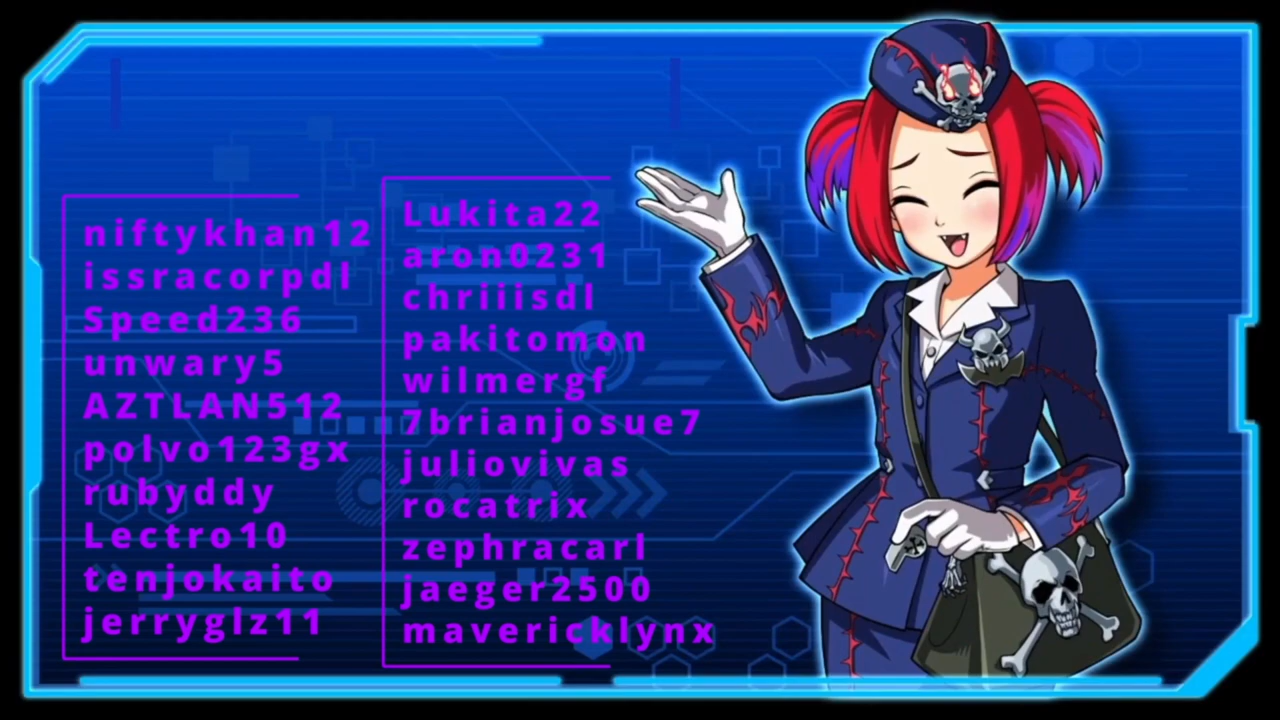 niftykhan12
issracorpdl
Speed236
unwary5
AZTLAN512
polvo123gx
rubyddy
Lectro10
tenjokaito
jerryglz11
Lukita22
aron0231
chriiisdl
pakitomon
wilmergf
7brianjosue7
juliovivas
rocatrix
zephracarl
jaeger2500
mavericklynx